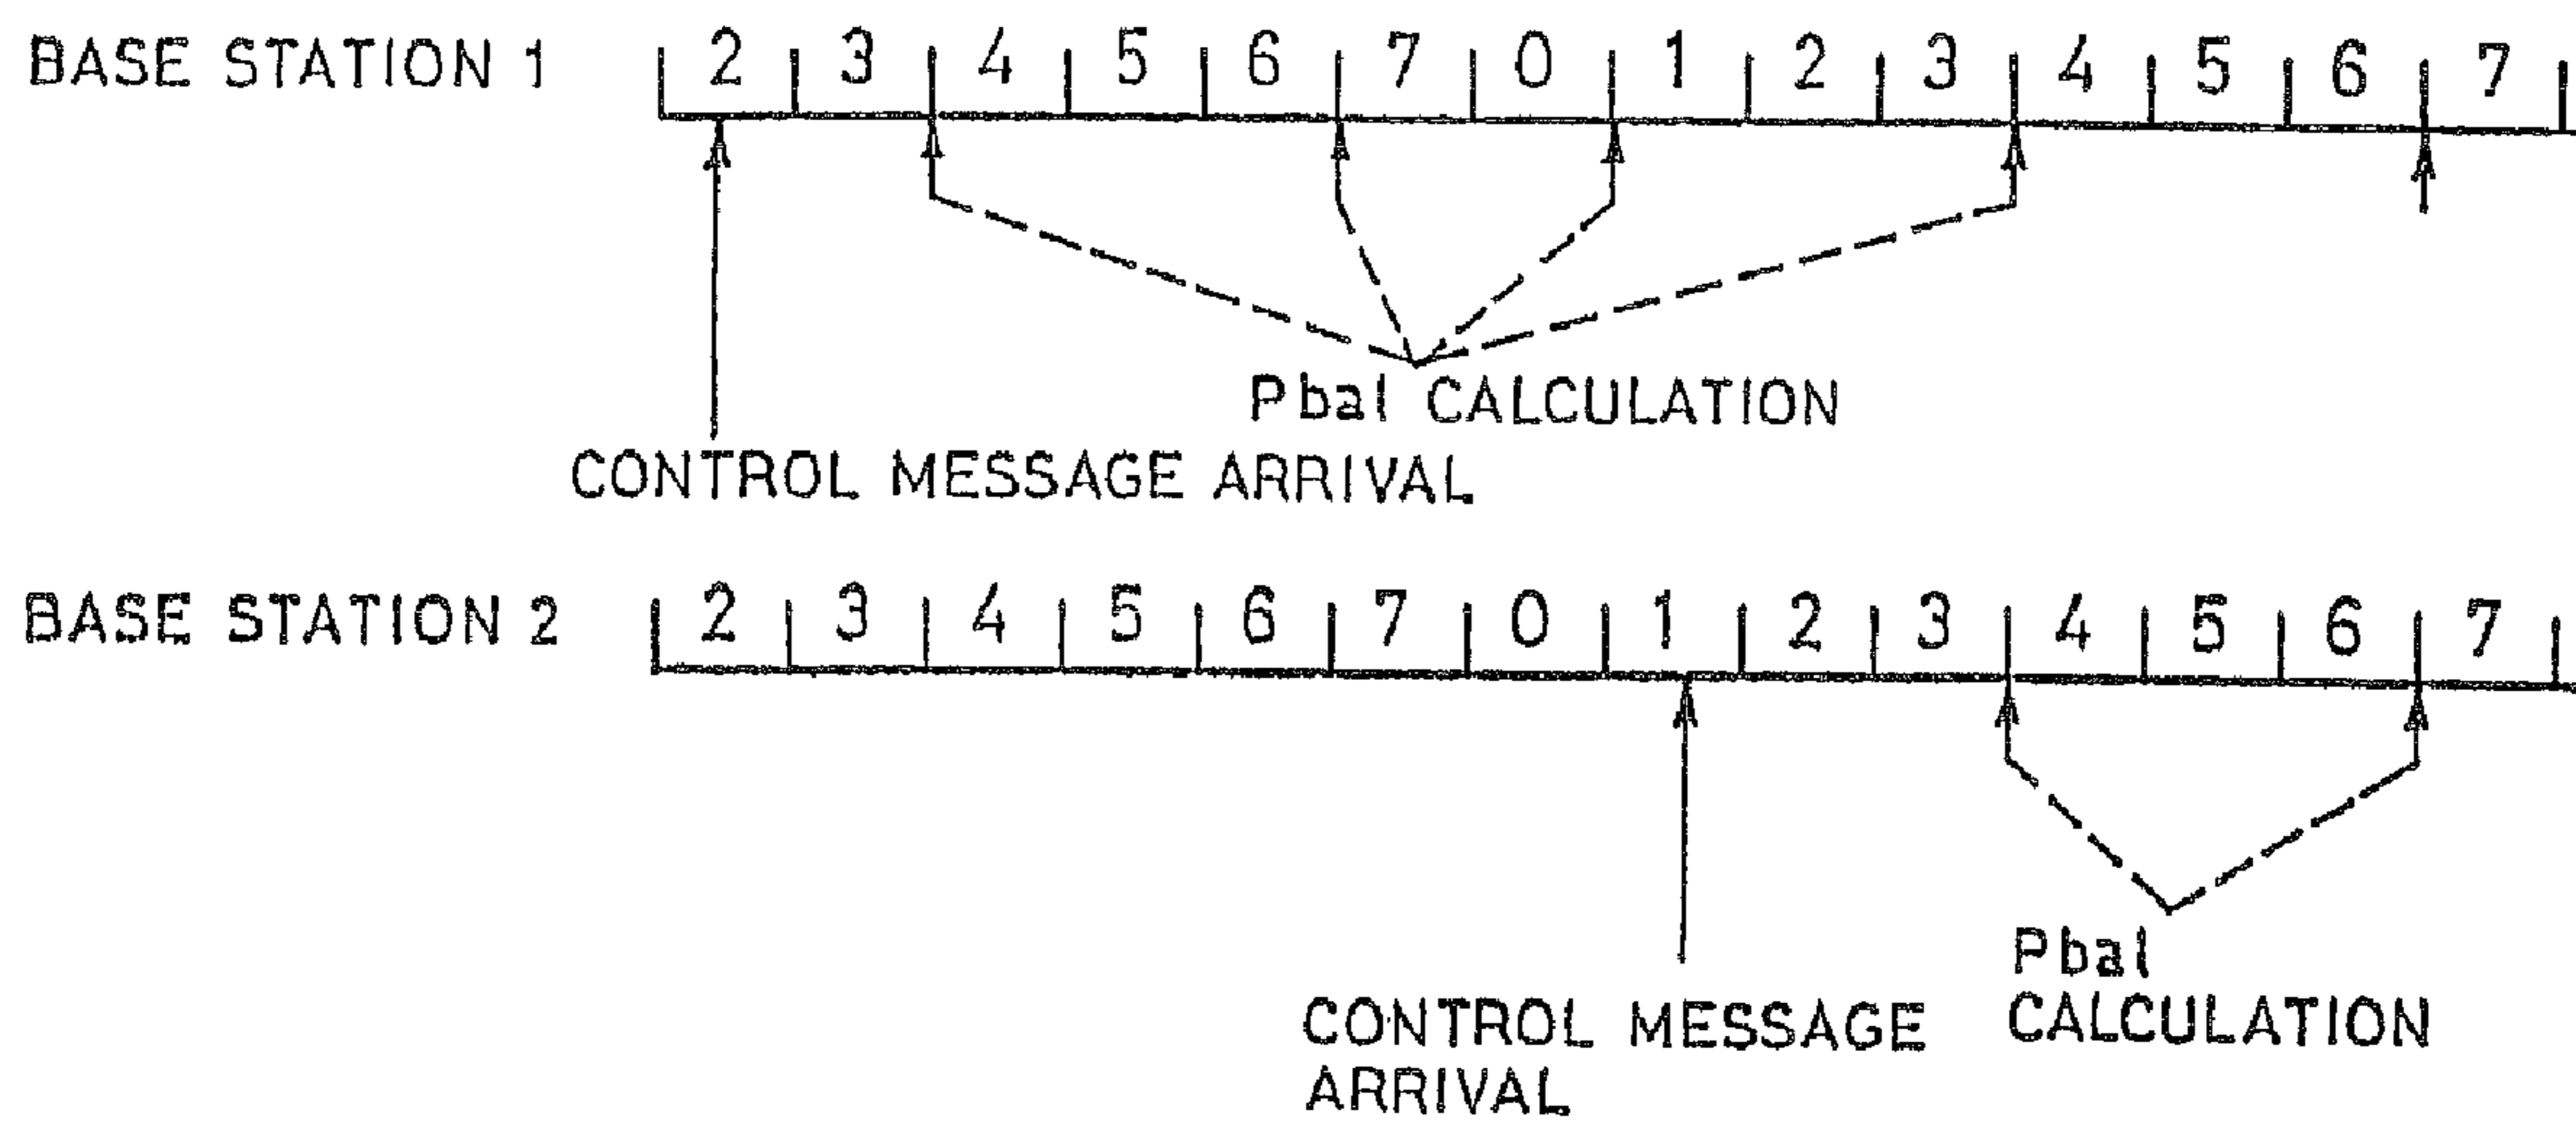 BASE STATION 1 2 3 4 5 6 7 0 1 2 3 4 5 6 7
Pbal CALCULATION
CONTROL MESSAGE ARRIVAL
BASE STATION 2 2 3 4 5 6 7 0 1 2 3 4 5 6 7
Pbal
CALCULATION
CONTROL MESSAGE
ARRIVAL